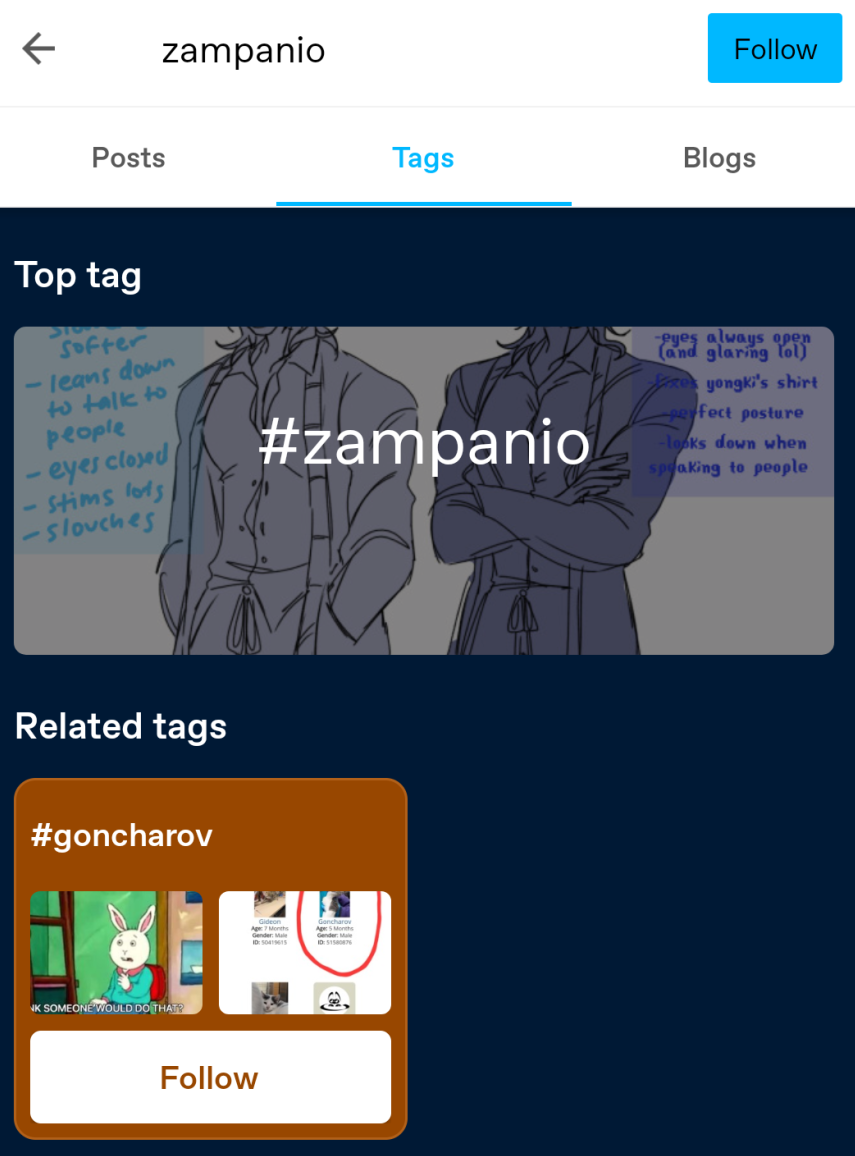 zampanio
Follow
Posts
Tags
Blogs
Top tag
softer
- leans down
to talk to
people
- eyes closed
- stims lots
- slouches
#zampanio
-eyes always open
(and glaring lol)
-fixes yongki's shirt
-perfect posture
-looks down when
speaking to people
Related tags
#goncharov
NK SOMEONE WOULD DO THAT?
Gideon
Age: 7 Months
Gender: Male
ID: 50419615
Goncharov
Age: 5 Months
Gender: Male
ID: 51580876
Follow